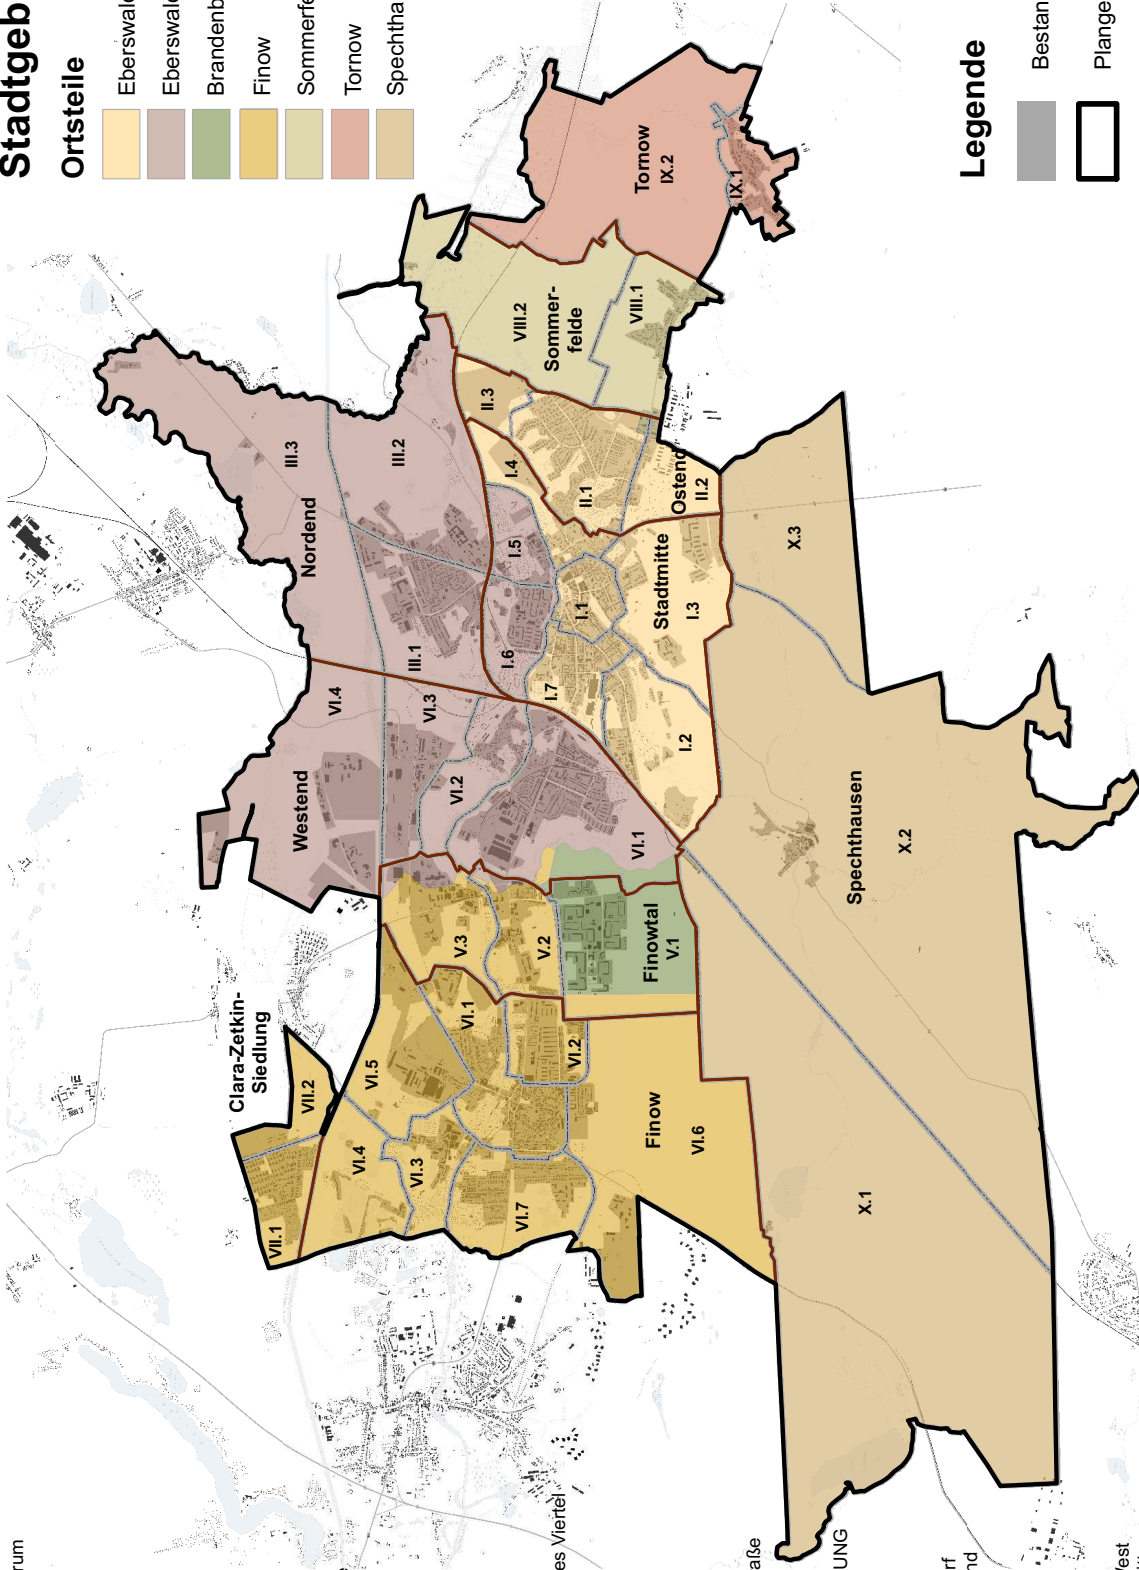 Stadtgeb
Ortsteile
Eberswald
Eberswald
Brandenb
Finow
Sommerfe
Tornow
Spechtha
Legende
Bestan
Plange
Clara-Zetkin-
Siedlung
VII.1
VII.2
Westend
VI.4
Nordend
III.3
III.2
III.1
VI.3
VI.2
VI.1
VI.5
VI.4
VI.3
VI.1
VI.2
VI.7
V.3
V.2
Finowtal
V.1
Finow
VI.6
I.6
I.5
I.4
I.7
I.1
I.2
Stadtmitte
I.3
II.3
II.1
Ostend
II.2
VIII.2
Sommer-
felde
VIII.1
Tornow
IX.2
IX.1
X.3
Spechthausen
X.2
X.1
rum
es Viertel
aße
UNG
rf
nd